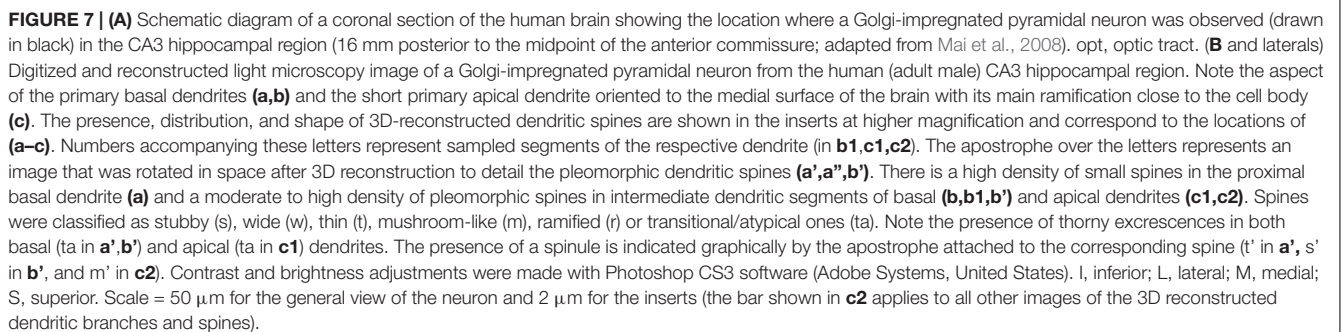 FIGURE 7 | (A) Schematic diagram of a coronal section of the human brain showing the location where a Golgi-impregnated pyramidal neuron was observed (drawn
in black) in the CA3 hippocampal region (16 mm posterior to the midpoint of the anterior commissure; adapted from Mai et al., 2008). opt, optic tract. (B and laterals)
Digitized and reconstructed light microscopy image of a Golgi-impregnated pyramidal neuron from the human (adult male) CA3 hippocampal region. Note the aspect
of the primary basal dendrites (a,b) and the short primary apical dendrite oriented to the medial surface of the brain with its main ramification close to the cell body
(c). The presence, distribution, and shape of 3D-reconstructed dendritic spines are shown in the inserts at higher magnification and correspond to the locations of
(a–c). Numbers accompanying these letters represent sampled segments of the respective dendrite (in b1,c1,c2). The apostrophe over the letters represents an
image that was rotated in space after 3D reconstruction to detail the pleomorphic dendritic spines (a',a",b'). There is a high density of small spines in the proximal
basal dendrite (a) and a moderate to high density of pleomorphic spines in intermediate dendritic segments of basal (b,b1,b') and apical dendrites (c1,c2). Spines
were classified as stubby (s), wide (w), thin (t), mushroom-like (m), ramified (r) or transitional/atypical ones (ta). Note the presence of thorny excrescences in both
basal (ta in a',b') and apical (ta in c1) dendrites. The presence of a spinule is indicated graphically by the apostrophe attached to the corresponding spine (t' in a', s'
in b', and m' in c2). Contrast and brightness adjustments were made with Photoshop CS3 software (Adobe Systems, United States). I, inferior; L, lateral; M, medial;
S, superior. Scale = 50 μm for the general view of the neuron and 2 μm for the inserts (the bar shown in c2 applies to all other images of the 3D reconstructed
dendritic branches and spines).